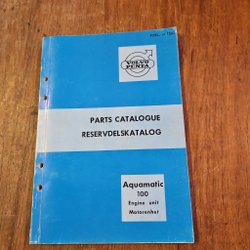 VOLVO
PENTA
PARTS CATALOGUE
RESERVDELSKATALOG
Aquamatic
100
Engine unit
Motorenhet